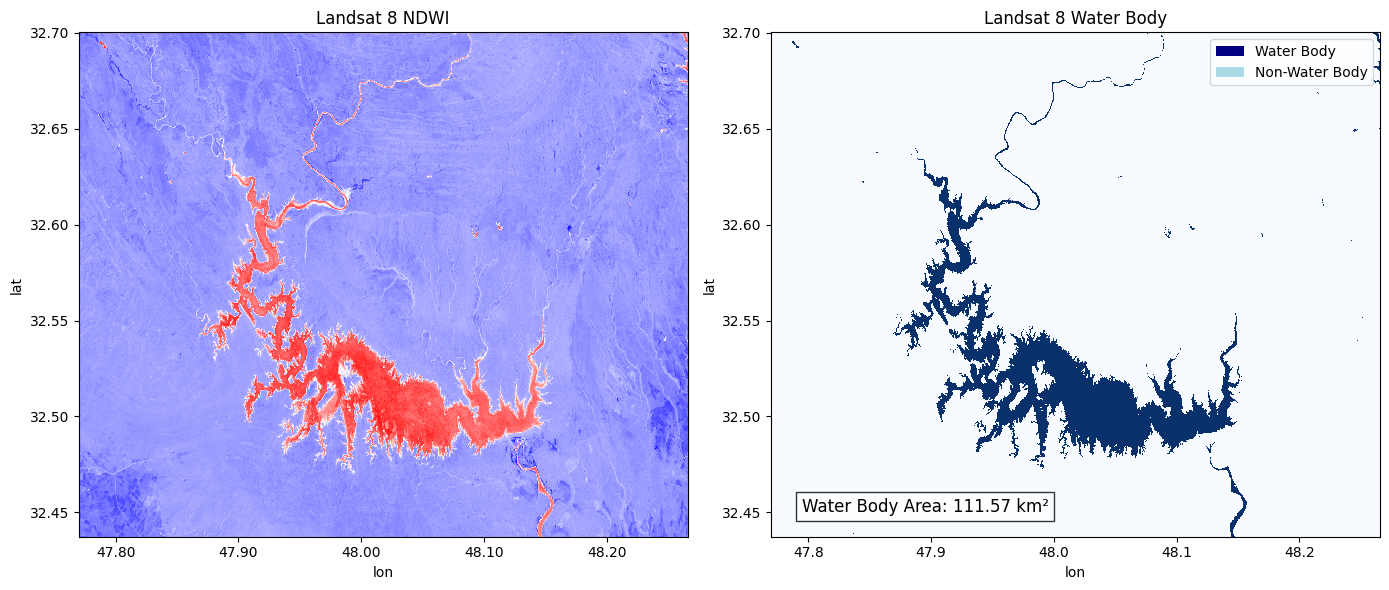 Landsat 8 NDWI
32.70
32.65
32.60
32.55
32.50
32.45
lat
47.80 47.90 48.00 48.10 48.20
lon
Landsat 8 Water Body
Water Body
Non-Water Body
32.70
32.65
32.60
32.55
32.50
32.45
lat
Water Body Area: 111.57 km²
47.8 47.9 48.0 48.1 48.2
lon